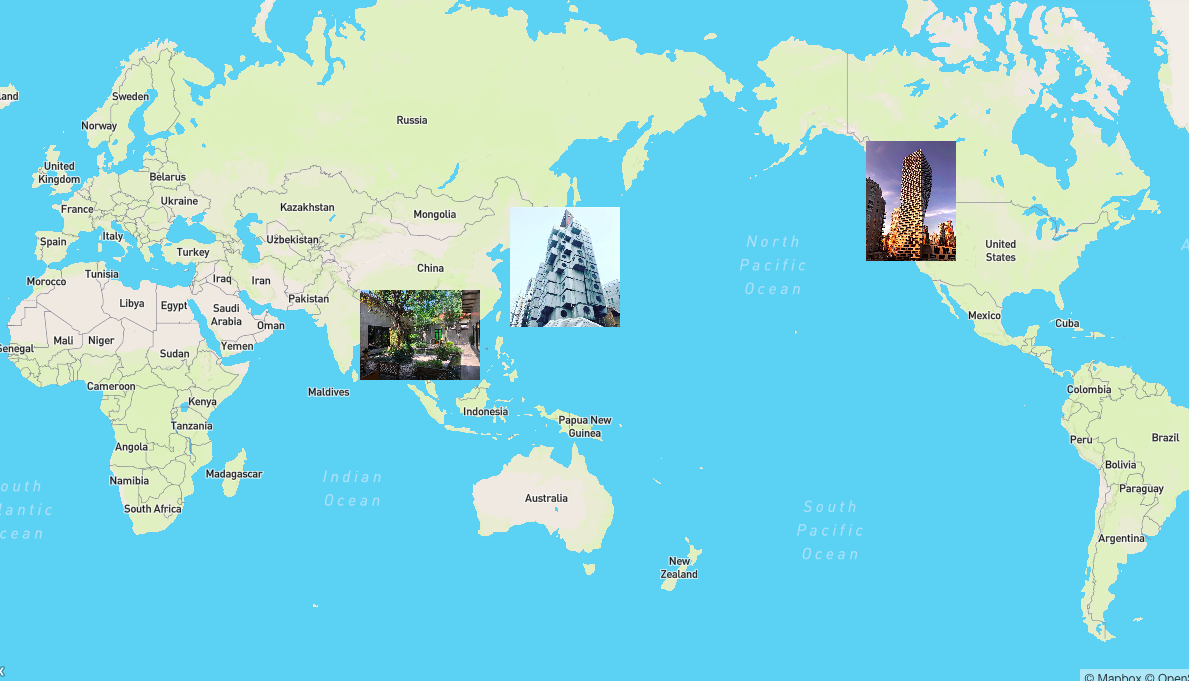 land
Sweden
Norway
Russia
United
Kingdom
Belarus
Ukraine
France
Kazakhstan
Mongolia
Italy
Spain
Turkey
Uzbekistan
North
Pacific
Ocean
United
States
China
Morocco
Tunisia
Iraq
Iran
Pakistan
Libya
Egypt
Saudi
Arabia
Oman
Mali
Niger
Yemen
Senegal
Sudan
Mexico
Cuba
Cameroon
Maldives
Colombia
Kenya
Indonesia
Papua New
Guinea
Tanzania
Angola
Peru
Brazil
Bolivia
Madagascar
Namibia
Indian
Ocean
outh
lantic
cean
Australia
Paraguay
South Africa
South
Pacific
Ocean
Argentina
New
Zealand
A
x
© Mapbox © OpenS